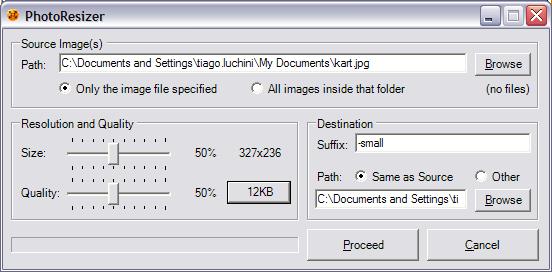 PhotoResizer
Source Image(s)
Path: C:\Documents and Settings\tiago.luchini\My Documents\kart.jpg Browse
Only the image file specified All images inside that folder (no files)
Resolution and Quality
Size: 50% 327x236
Quality: 50% 12KB
Destination
Suffix: -small
Path: Same as Source Other
C:\Documents and Settings\ti Browse
Proceed Cancel